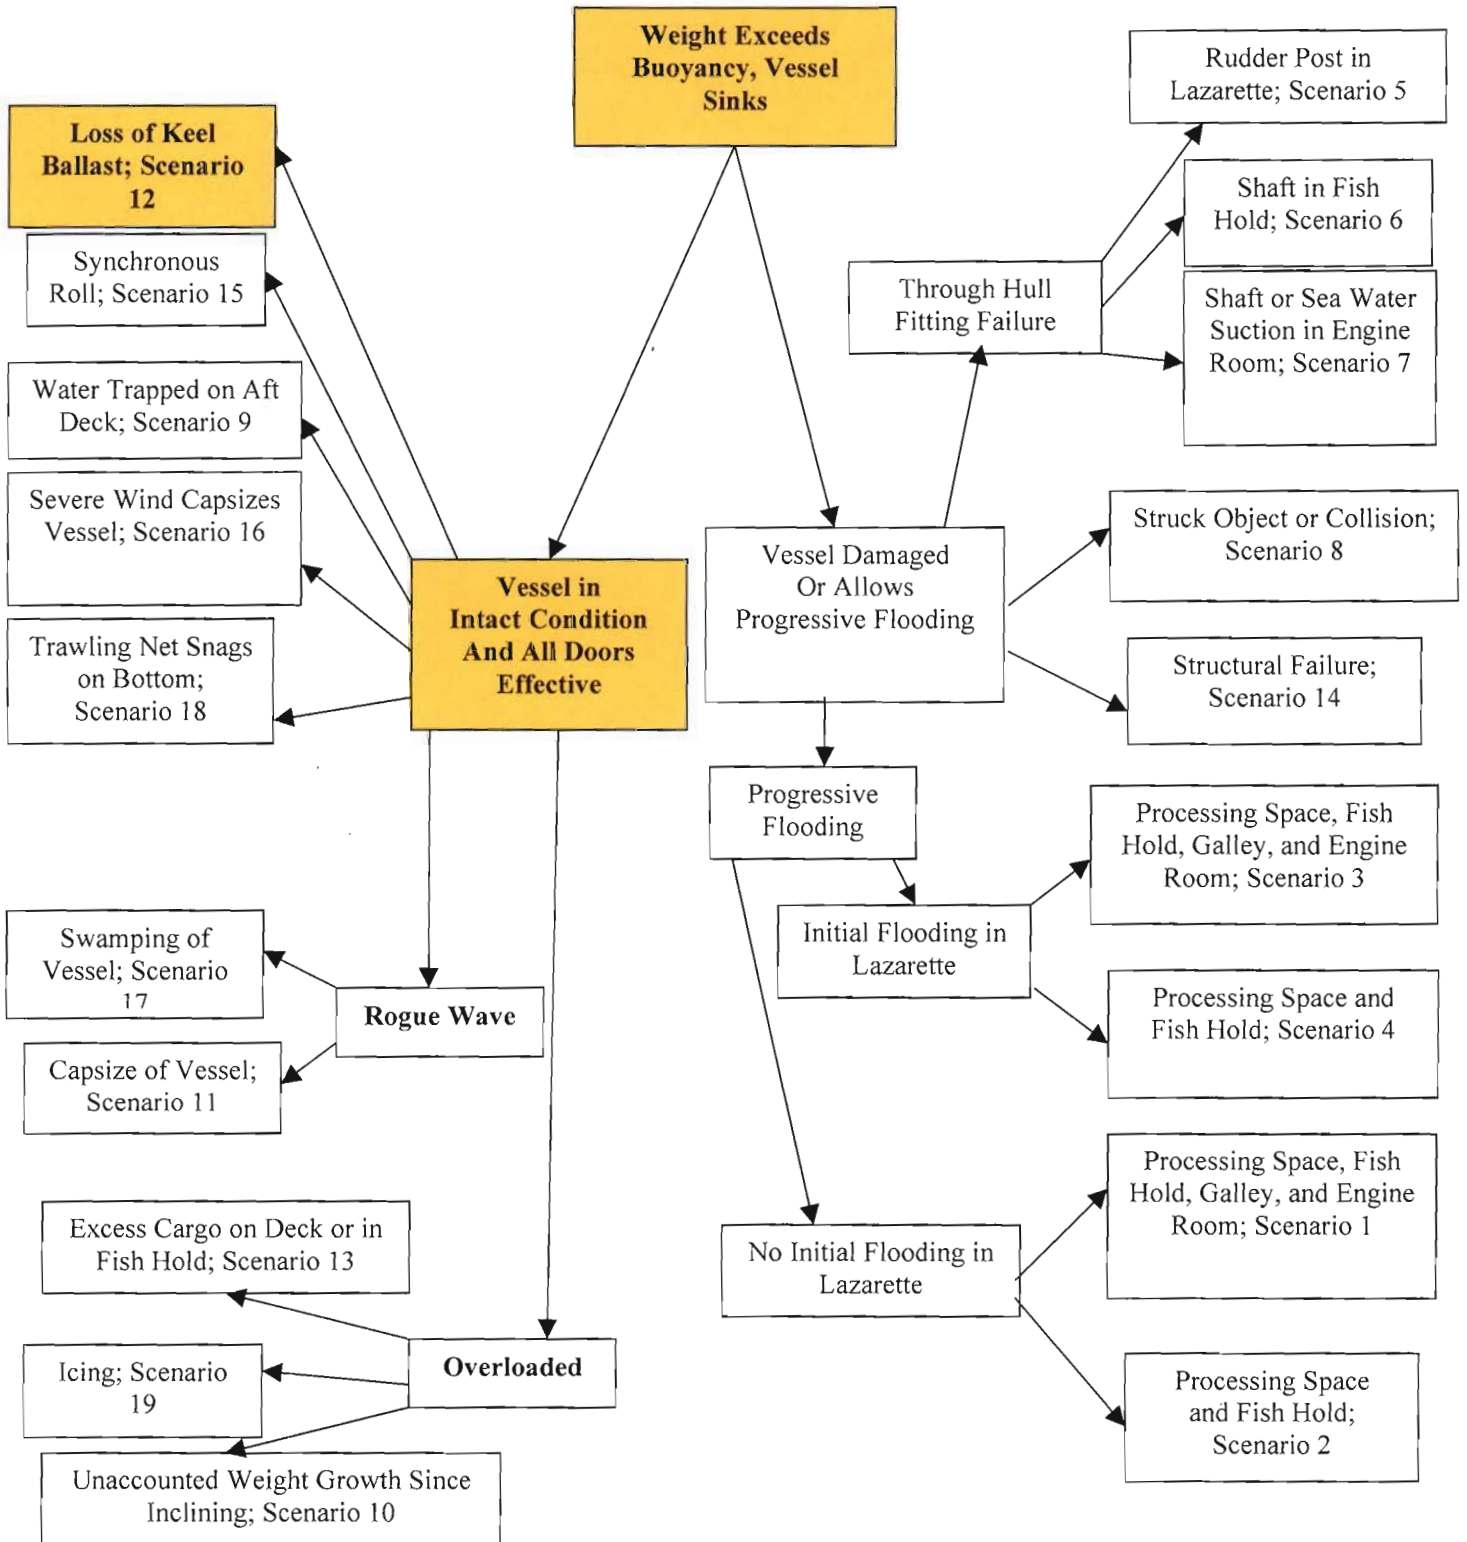 Weight Exceeds
Buoyancy, Vessel
Sinks
Rudder Post in
Lazarette; Scenario 5
Loss of Keel
Ballast; Scenario
12
Shaft in Fish
Hold; Scenario 6
Synchronous
Roll; Scenario 15
Through Hull
Fitting Failure
Shaft or Sea Water
Suction in Engine
Room; Scenario 7
Water Trapped on Aft
Deck; Scenario 9
Severe Wind Capsizes
Vessel; Scenario 16
Struck Object or Collision;
Scenario 8
Vessel Damaged
Or Allows
Progressive Flooding
Vessel in
Intact Condition
And All Doors
Effective
Trawling Net Snags
on Bottom;
Scenario 18
Structural Failure;
Scenario 14
Progressive
Flooding
Processing Space, Fish
Hold, Galley, and Engine
Room; Scenario 3
Initial Flooding in
Lazarette
Swamping of
Vessel; Scenario
17
Rogue Wave
Processing Space and
Fish Hold; Scenario 4
Capsize of Vessel;
Scenario 11
Processing Space, Fish
Hold, Galley, and Engine
Room; Scenario 1
Excess Cargo on Deck or in
Fish Hold; Scenario 13
No Initial Flooding in
Lazarette
Overloaded
Icing; Scenario
19
Processing Space
and Fish Hold;
Scenario 2
Unaccounted Weight Growth Since
Inclining; Scenario 10